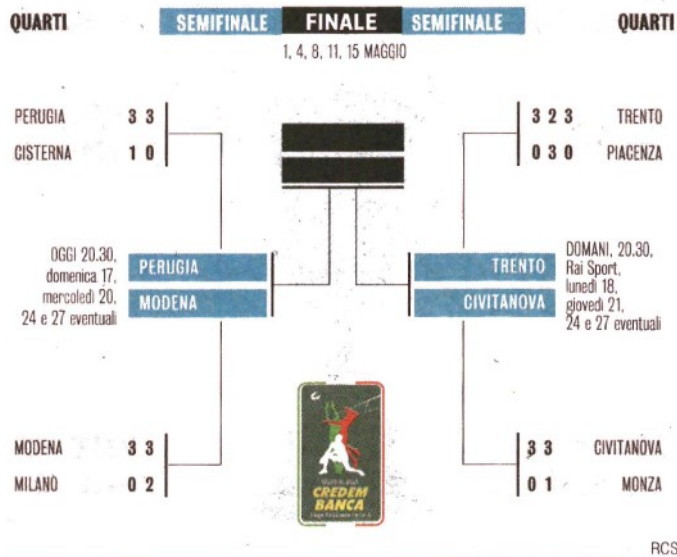 QUARTI SEMIFINALE FINALE SEMIFINALE QUARTI
1, 4, 8, 11, 15 MAGGIO
PERUGIA 3 3
CISTERNA 1 0
3 2 3 TRENTO
0 3 0 PIACENZA
OGGI 20.30,
domenica 17,
mercoledì 20,
24 e 27 eventuali
PERUGIA
MODENA
TRENTO
CIVITANOVA
DOMANI, 20.30,
Rai Sport,
lunedì 18,
giovedì 21,
24 e 27 eventuali
MODENA 3 3
MILANO 0 2
CREDEM
BANCA
3 3 CIVITANOVA
0 1 MONZA
RCS